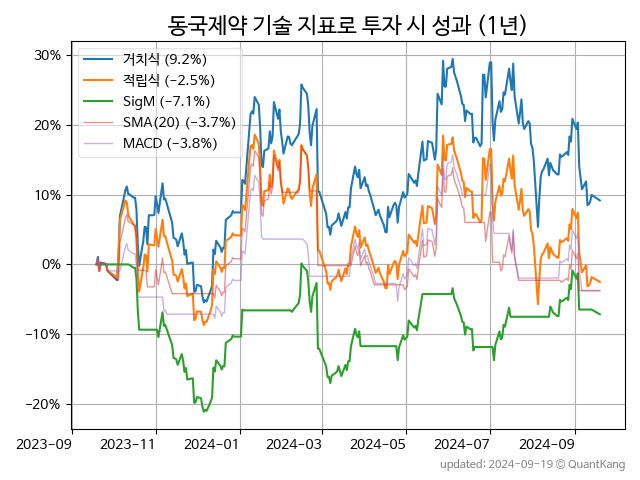 동국제약 기술 지표로 투자 시 성과 (1년)
거치식 (9.2%)
적립식 (−2.5%)
SigM (−7.1%)
SMA(20) (−3.7%)
MACD (−3.8%)
30%
20%
10%
0%
−10%
−20%
2023-09 2023-11 2024-01 2024-03 2024-05 2024-07 2024-09
updated: 2024-09-19 @ QuantKang